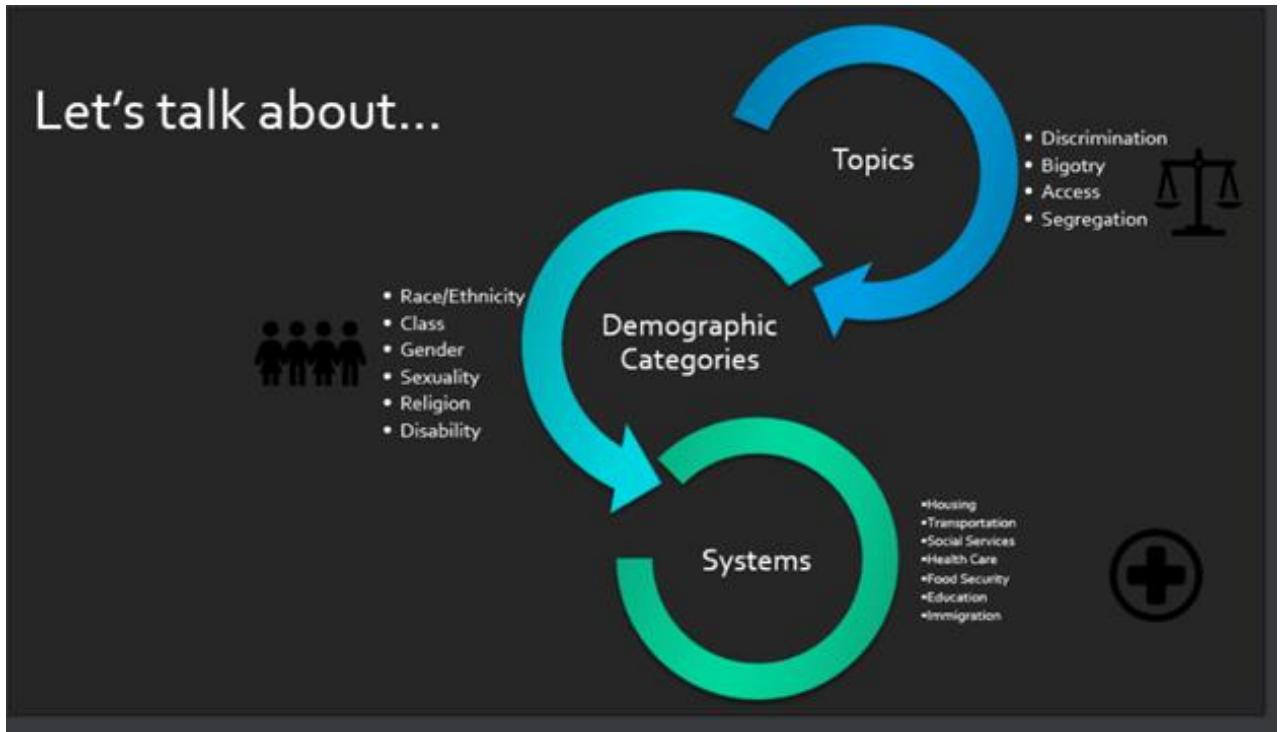 Let's talk about...
Topics
• Discrimination
• Bigotry
• Access
• Segregation
Demographic
Categories
• Race/Ethnicity
• Class
• Gender
• Sexuality
• Religion
• Disability
Systems
•Housing
•Transportation
•Social Services
•Health Care
•Food Security
•Education
•Immigration